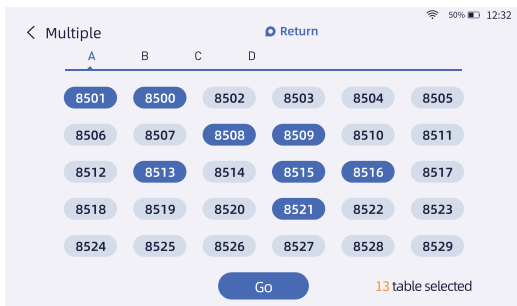 50% 12:32
Multiple Return
A B C D
8501 8500 8502 8503 8504 8505
8506 8507 8508 8509 8510 8511
8512 8513 8514 8515 8516 8517
8518 8519 8520 8521 8522 8523
8524 8525 8526 8527 8528 8529
Go 13 table selected